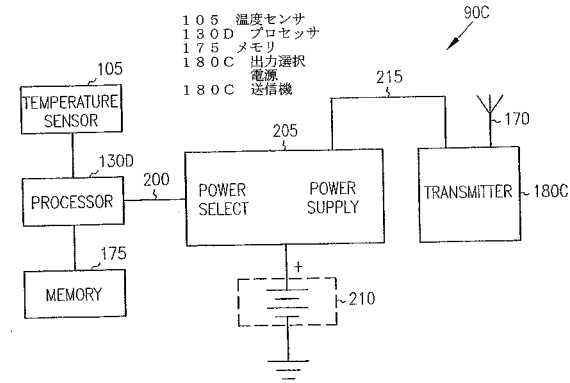 １０５ 温度センサ
１３０D プロセッサ
１７５ メモリ
１８０C 出力選択
電源
１８０C 送信機
90C
105
TEMPERATURE
SENSOR
130D
PROCESSOR
200
175
MEMORY
205
POWER
SELECT
POWER
SUPPLY
215
170
TRANSMITTER
180C
+
210